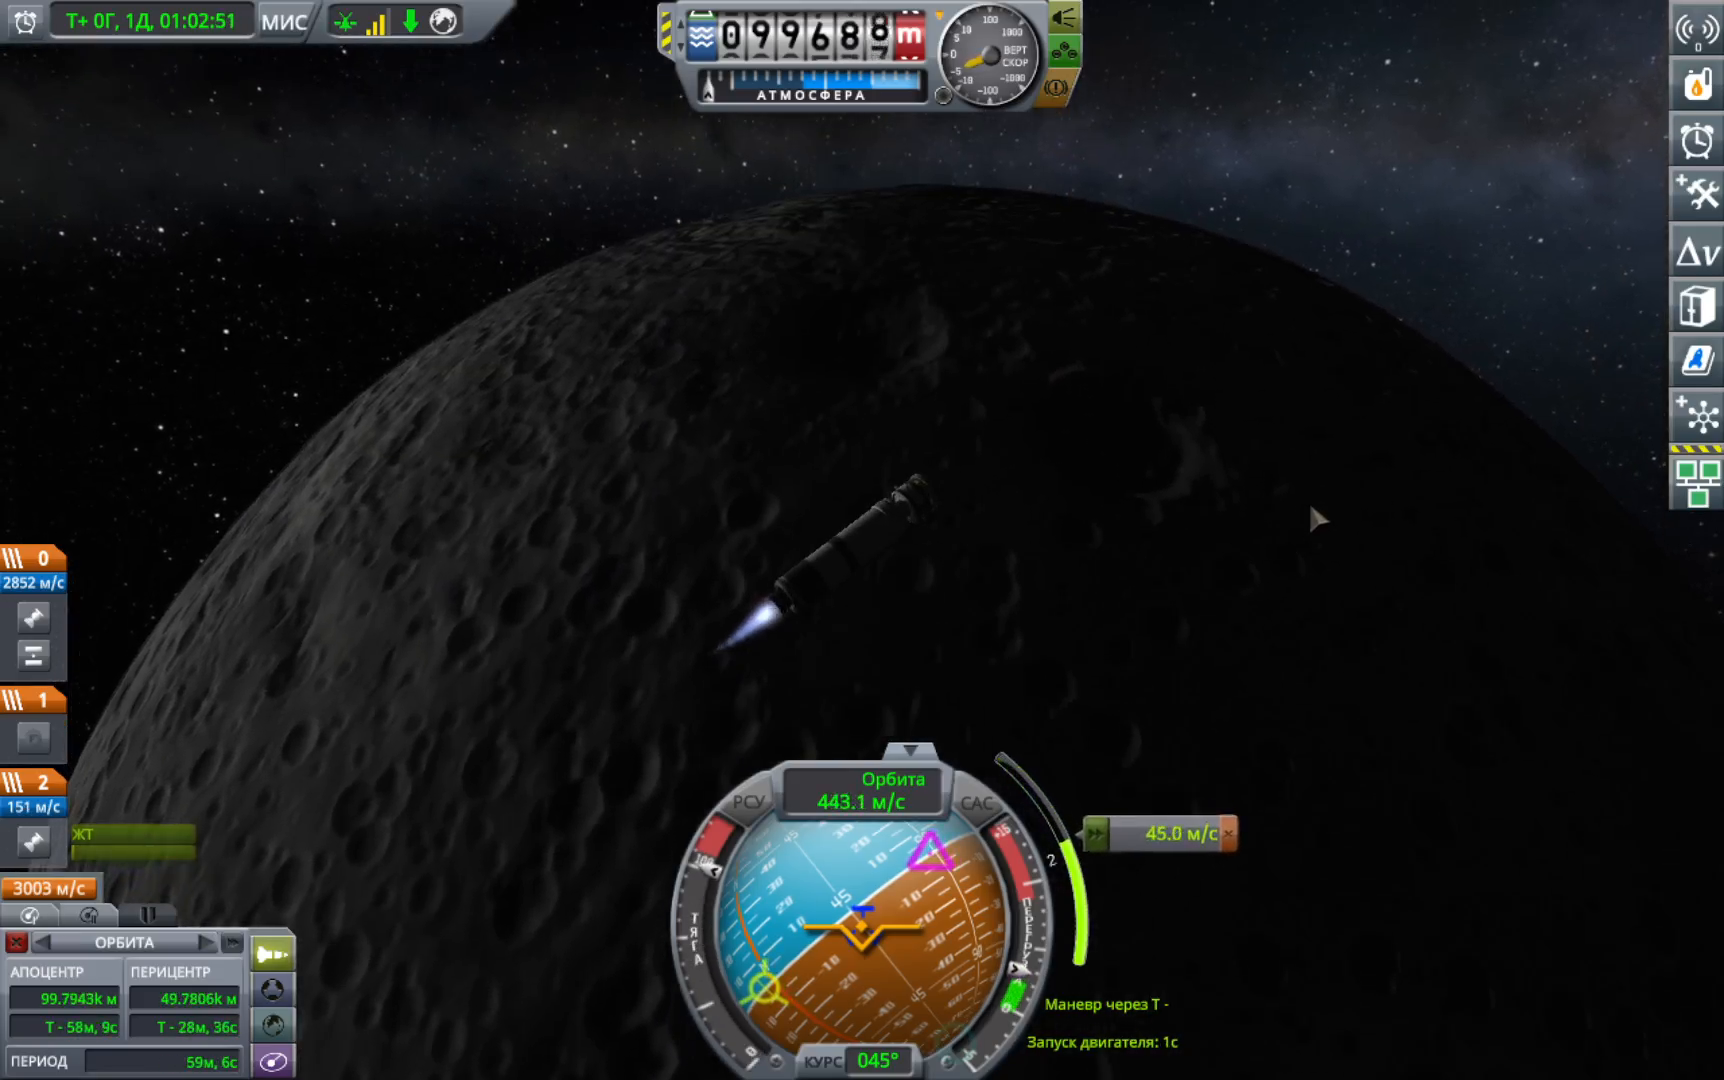 Т+ 0Г, 1Д, 01:02:51
МИС
099688 m
АТМОСФЕРА
ВЕРТ
СКОР
Δv
0
2852 м/с
1
2
151 м/с
ЖТ
3003 м/с
ОРБИТА
АПОЦЕНТР ПЕРИЦЕНТР
99.7943k м 49.7806k м
Т - 58м, 9с Т - 28м, 36с
ПЕРИОД 59м, 6с
Орбита
443.1 м/с
РСУ
САС
ТЯГА
45.0 м/с
КУРС 045°
Маневр через Т -
Запуск двигателя: 1с